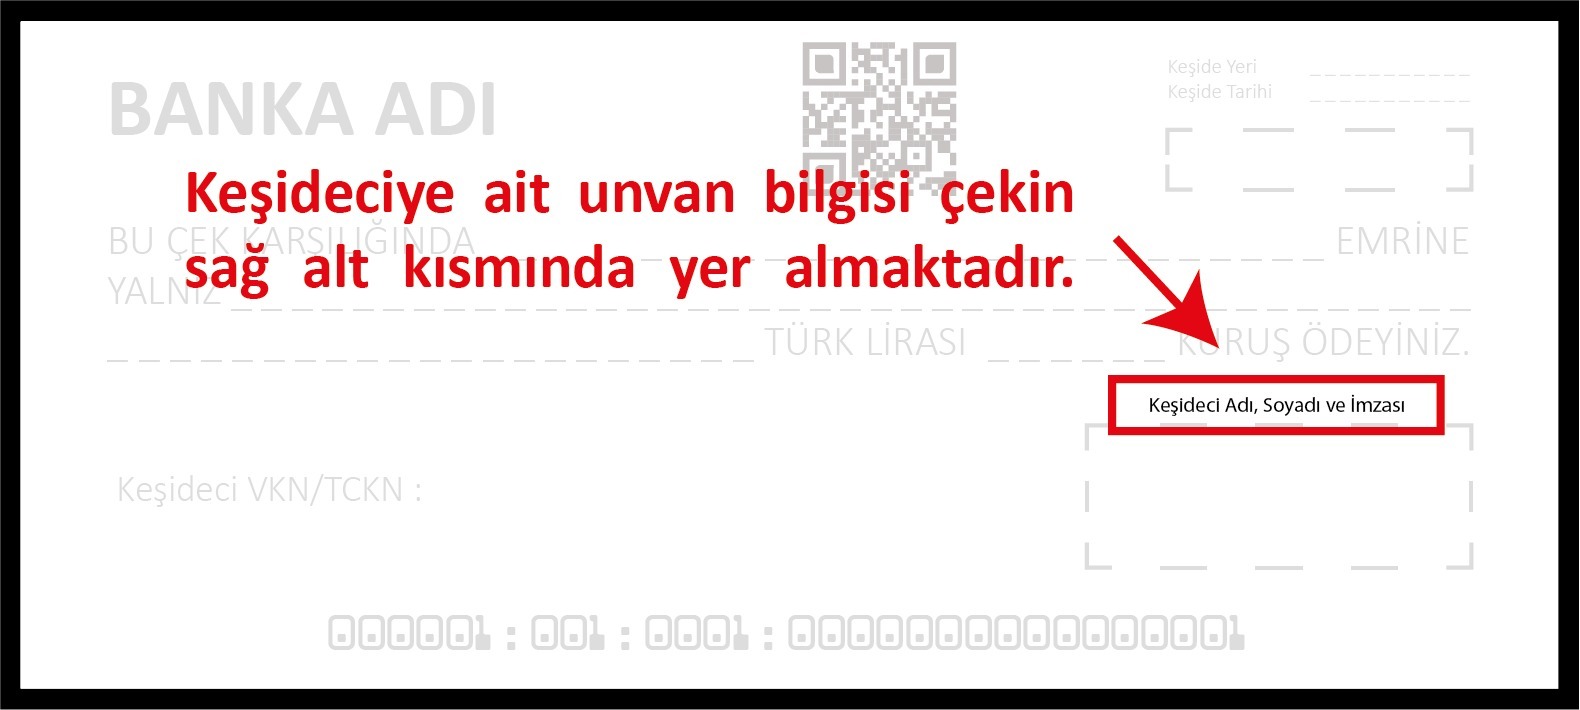 BANKA ADI
Keşide Yeri
Keşide Tarihi
Keşideciye ait unvan bilgisi çekin
sağ alt kısmında yer almaktadır.
BU ÇEK KARŞILIĞINDA EMRİNE
YALNIZ
TÜRK LİRASI KURUŞ ÖDEYİNİZ.
Keşideci Adı, Soyadı ve İmzası
Keşideci VKN/TCKN :
000001 : 001 : 0001 : 0000000000000001